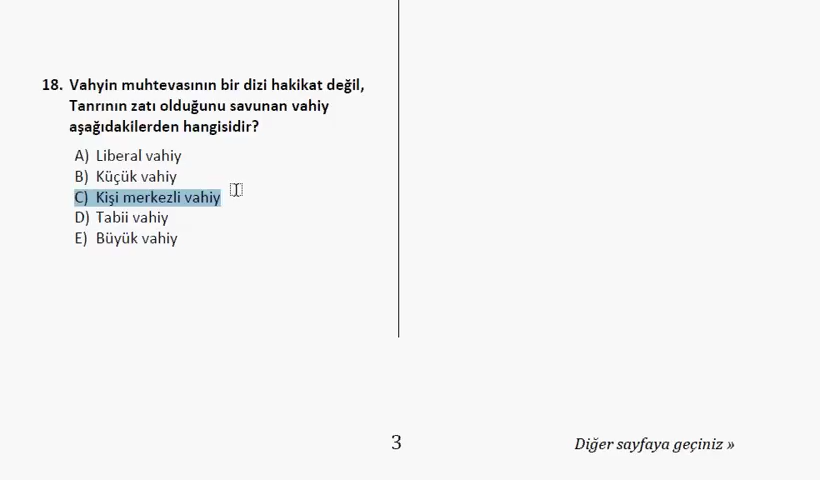 18. Vahyin muhtevasının bir dizi hakikat değil,
Tanrının zatı olduğunu savunan vahiy
aşağıdakilerden hangisidir?
A) Liberal vahiy
B) Küçük vahiy
C) Kişi merkezli vahiy
D) Tabii vahiy
E) Büyük vahiy
3
Diğer sayfaya geçiniz »